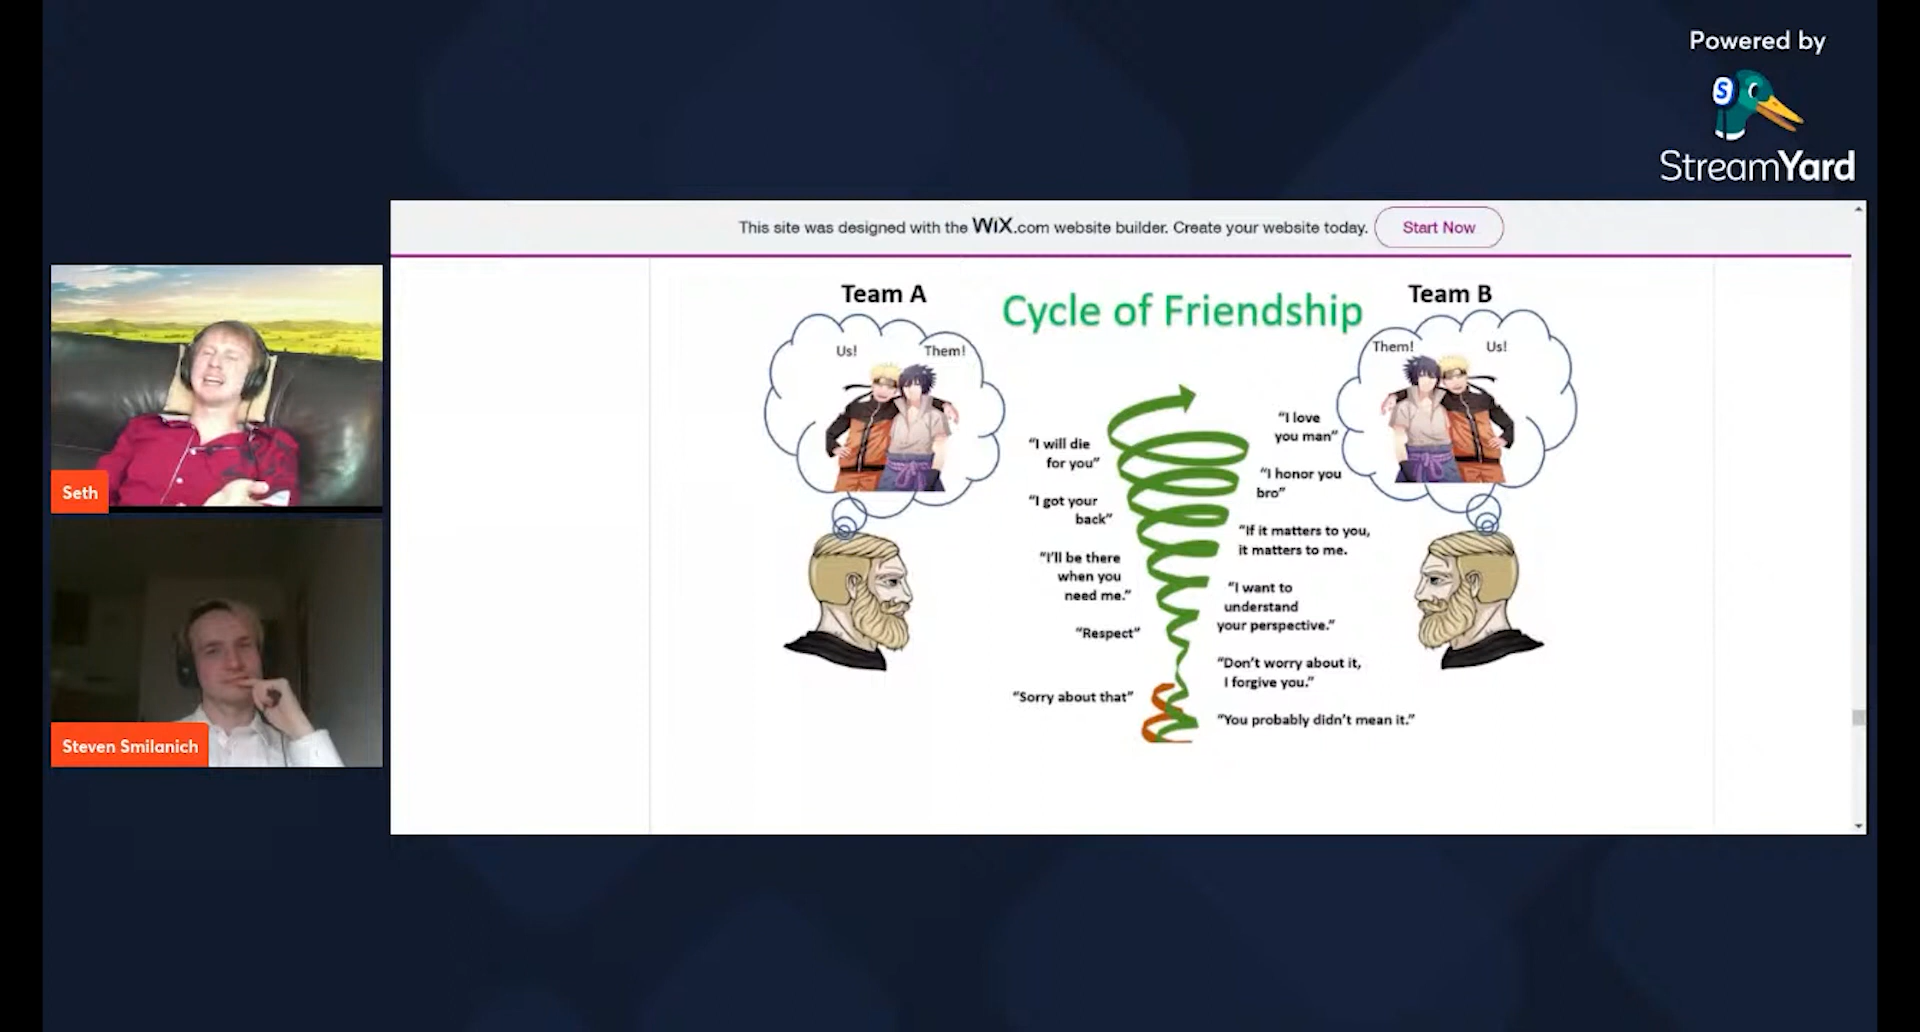 Powered by
S
StreamYard
This site was designed with the WiX.com website builder. Create your website today.
Start Now
Team A
Cycle of Friendship
Team B
Us!
Them!
Them!
Us!
“I will die
for you”
“I got your
back”
“I’ll be there
when you
need me.”
“Respect”
“Sorry about that”
“I love
you man”
“I honor you
bro”
“If it matters to you,
it matters to me.
“I want to
understand
your perspective.”
“Don’t worry about it,
I forgive you.”
“You probably didn’t mean it.”
Seth
Steven Smilanich